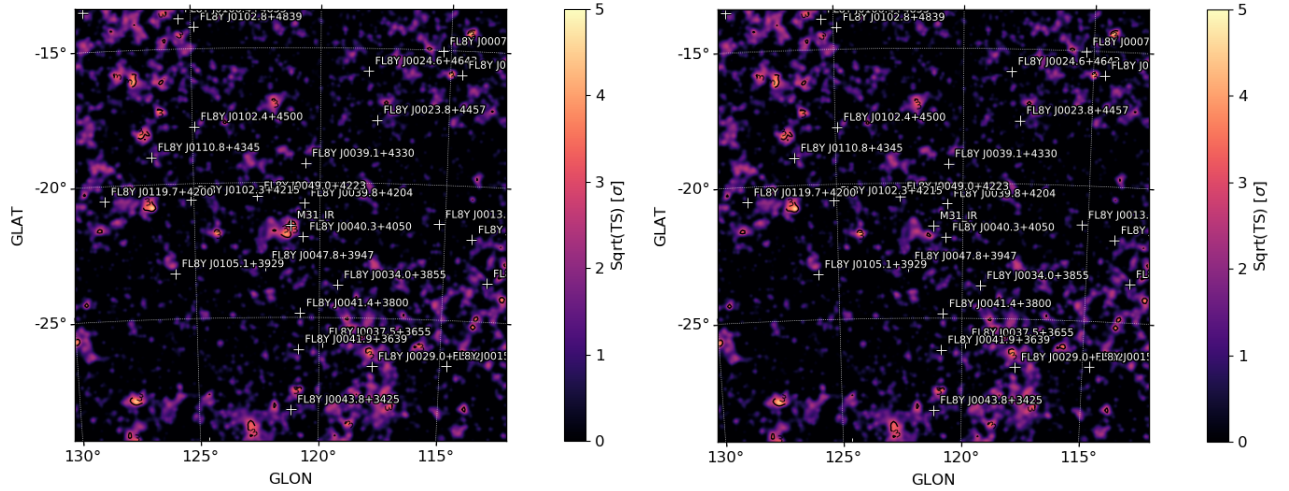 FL8Y J0102.8+4839
FL8Y J0007
FL8Y J0024.6+464
FL8Y J0
FL8Y J0023.8+4457
FL8Y J0102.4+4500
FL8Y J0110.8+4345
FL8Y J0039.1+4330
FL8Y J0119.7+4200
J0102.3+4215
J0049.0+4223
FL8Y J0039.8+4204
M31_IR
FL8Y J0013.
FL8Y J0040.3+4050
FL8Y
FL8Y J0047.8+3947
FL8Y J0105.1+3929
FL8Y J0034.0+3855
FL
FL8Y J0041.4+3800
FL8Y J0037.5+3655
FL8Y J0041.9+3639
FL8Y J0029.0+
J0015
FL8Y J0043.8+3425
-15°
-20°
-25°
GLAT
130°
125°
120°
115°
GLON
5
4
3
2
1
0
Sqrt(TS) [σ]
FL8Y J0102.8+4839
FL8Y J0007
FL8Y J0024.6+464
FL8Y J0
FL8Y J0023.8+4457
FL8Y J0102.4+4500
FL8Y J0110.8+4345
FL8Y J0039.1+4330
FL8Y J0119.7+4200
J0102.3+4215
J0049.0+4223
FL8Y J0039.8+4204
M31_IR
FL8Y J0013.
FL8Y J0040.3+4050
FL8Y
FL8Y J0047.8+3947
FL8Y J0105.1+3929
FL8Y J0034.0+3855
FL
FL8Y J0041.4+3800
FL8Y J0037.5+3655
FL8Y J0041.9+3639
FL8Y J0029.0+
J0015
FL8Y J0043.8+3425
-15°
-20°
-25°
GLAT
130°
125°
120°
115°
GLON
5
4
3
2
1
0
Sqrt(TS) [σ]